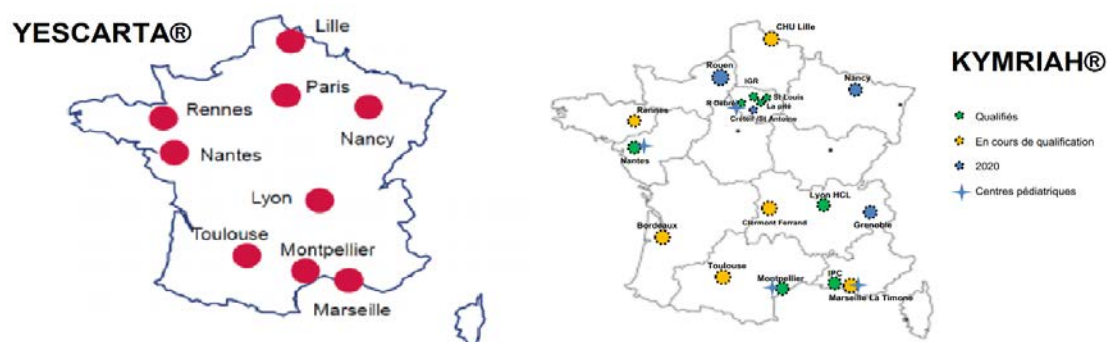 YESCARTA®
Lille
Paris
Rennes
Nancy
Nantes
Lyon
Toulouse
Montpellier
Marseille
CHU Lille
KYMRIAH®
Rouen
IGR
Nancy
R Debré
St Louis
La pitié
Créteil /St Antoine
Rennes
Nantes
Qualifiés
En cours de qualification
2020
Centres pédiatriques
Lyon HCL
Clermont Ferrand
Grenoble
Bordeaux
Toulouse
Montpellier
IPC
Marseille La Timone